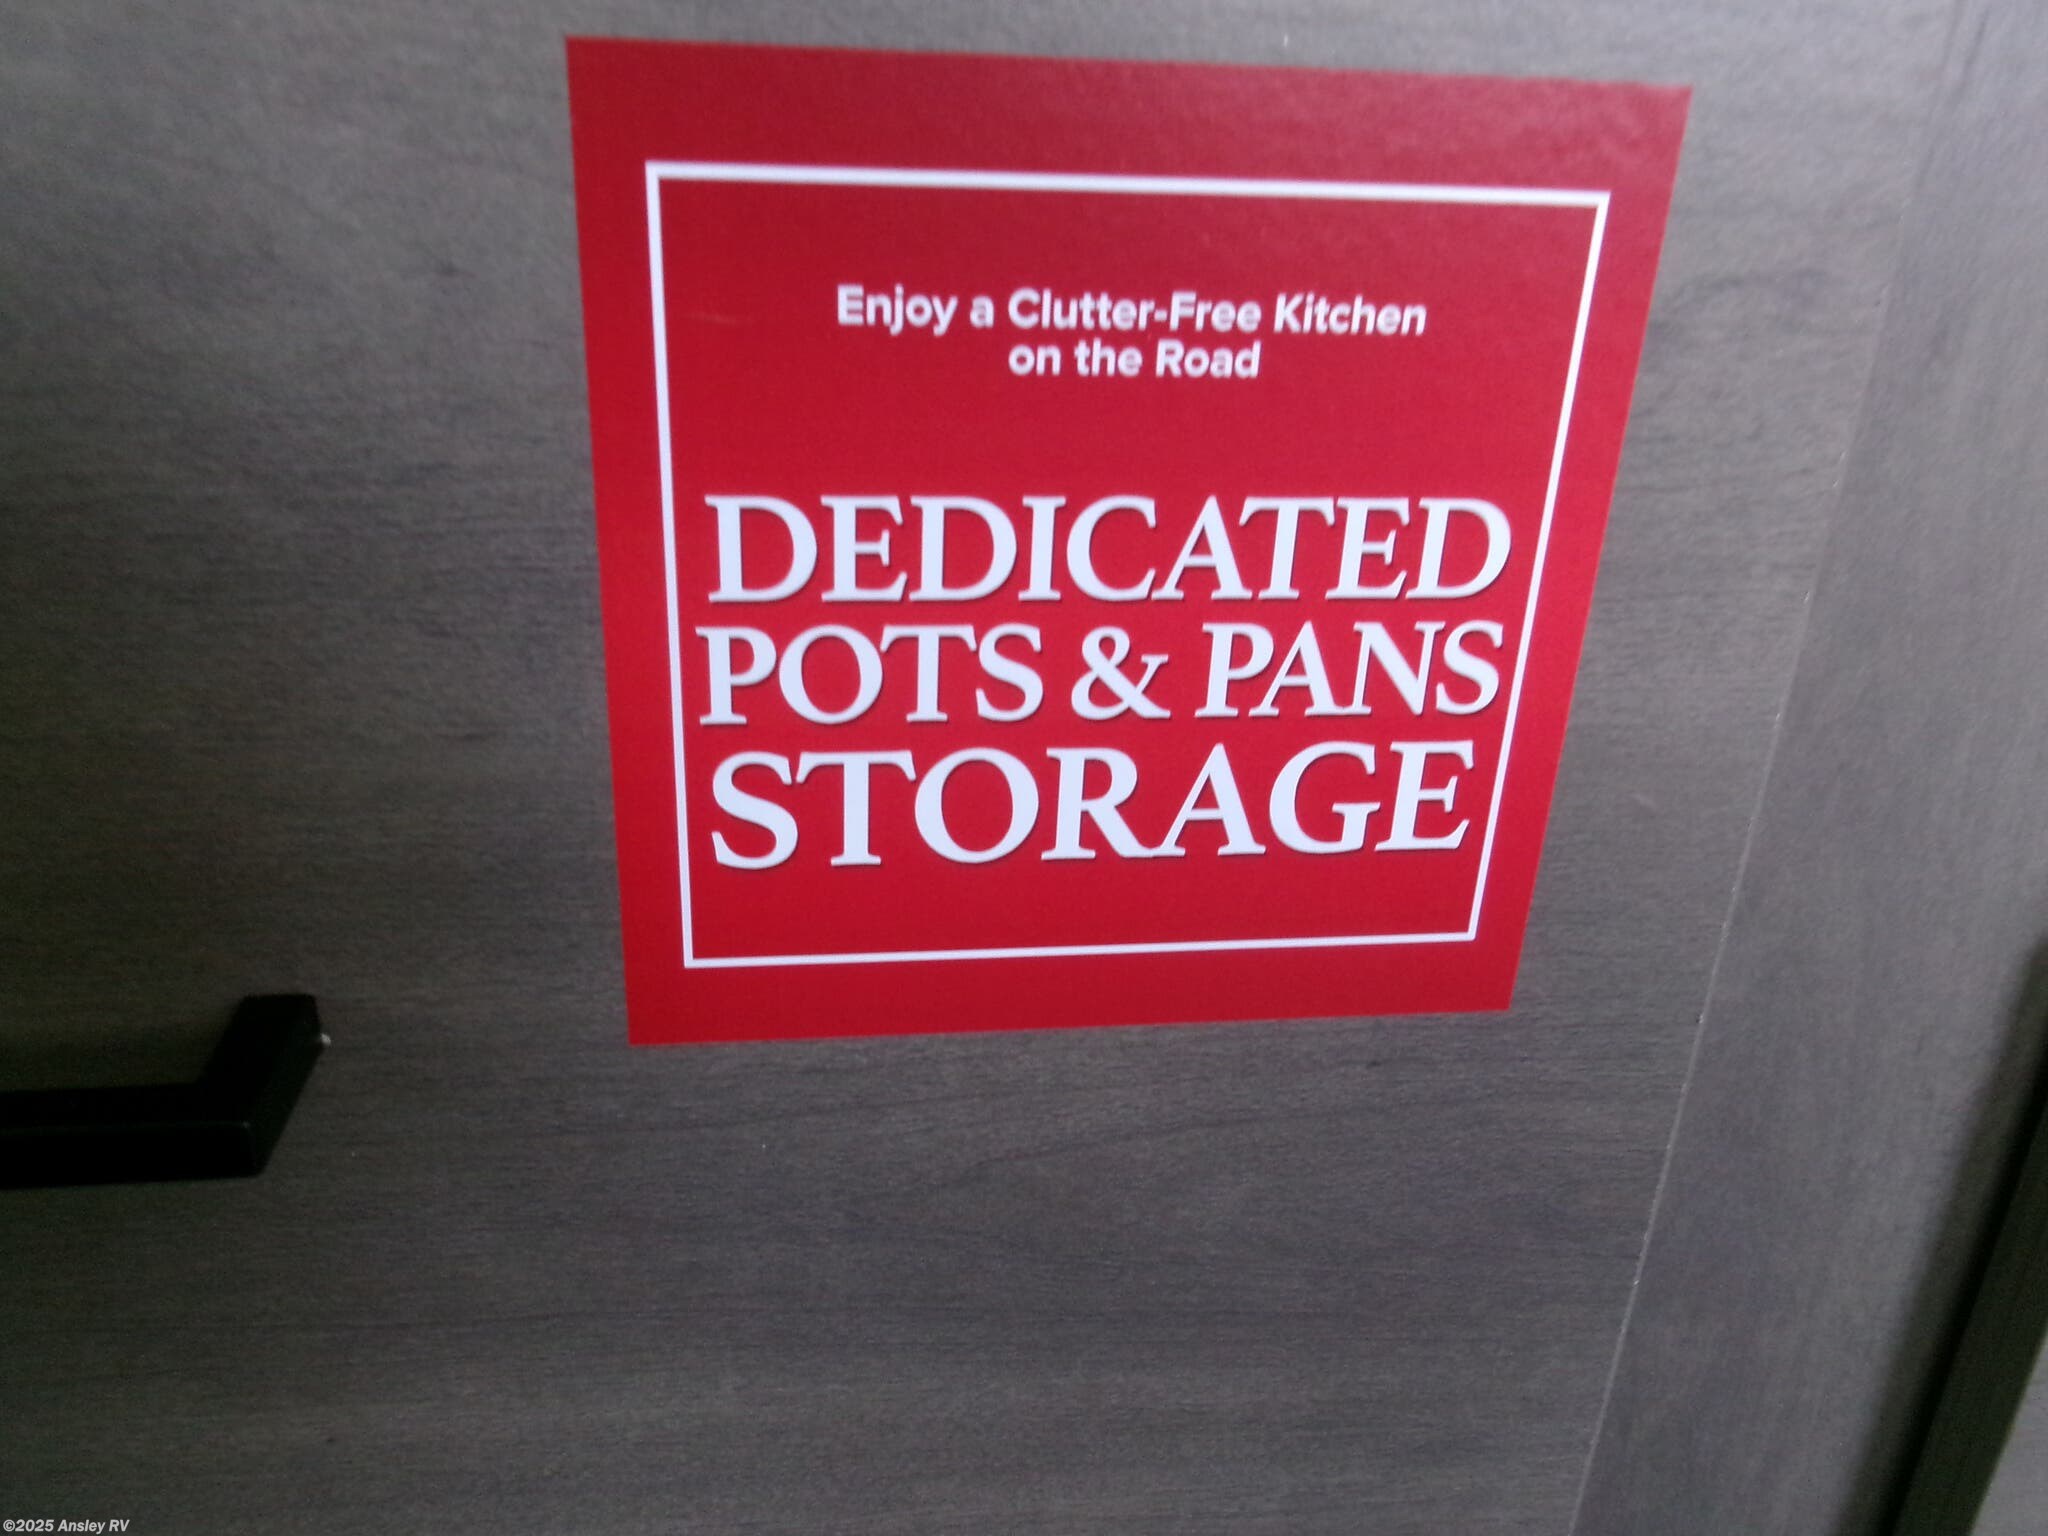 Enjoy a Clutter-Free Kitchen
on the Road
DEDICATED
POTS & PANS
STORAGE
©2025 Ansley RV